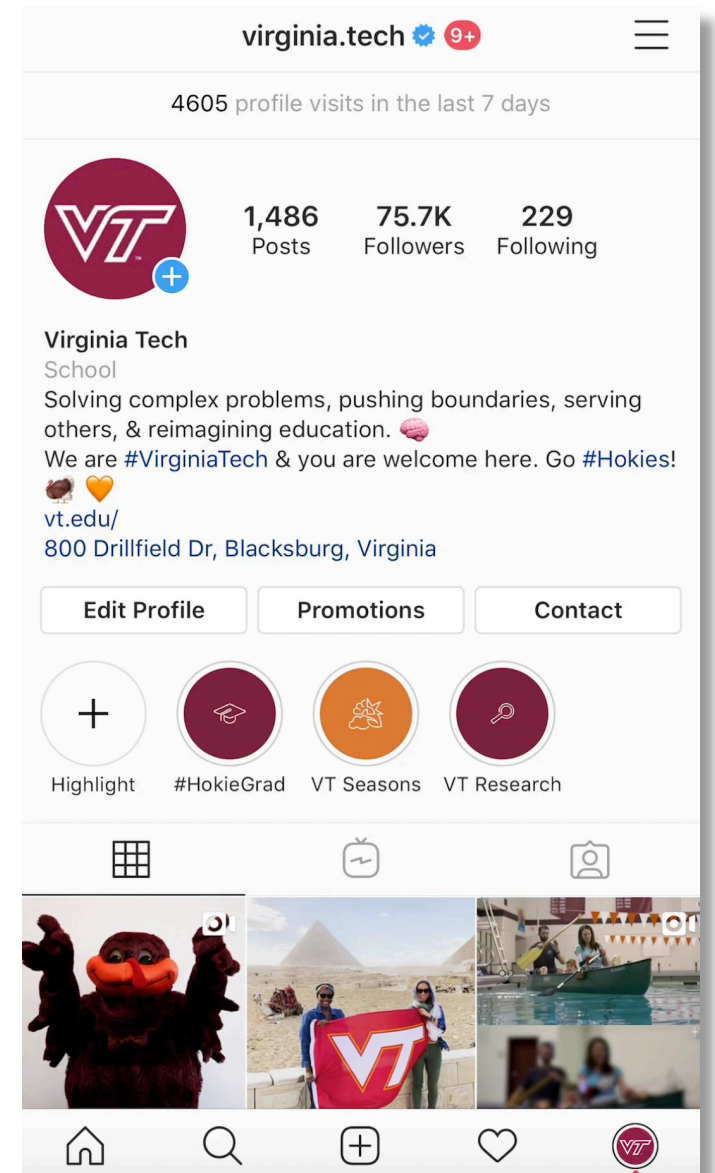 virginia.tech 9+
4605 profile visits in the last 7 days
VT
1,486 75.7K 229
Posts Followers Following
Virginia Tech
School
Solving complex problems, pushing boundaries, serving
others, & reimagining education. 🧠
We are #VirginiaTech & you are welcome here. Go #Hokies!
🦃 🧡
vt.edu/
800 Drillfield Dr, Blacksburg, Virginia
Edit Profile Promotions Contact
Highlight #HokieGrad VT Seasons VT Research
VT
VT